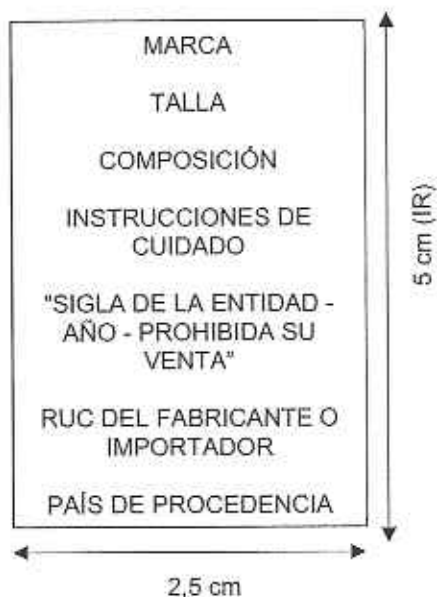 MARCA
TALLA
COMPOSICIÓN
INSTRUCCIONES DE
CUIDADO
"SIGLA DE LA ENTIDAD -
AÑO - PROHIBIDA SU
VENTA"
RUC DEL FABRICANTE O
IMPORTADOR
PAÍS DE PROCEDENCIA
5 cm (IR)
2,5 cm